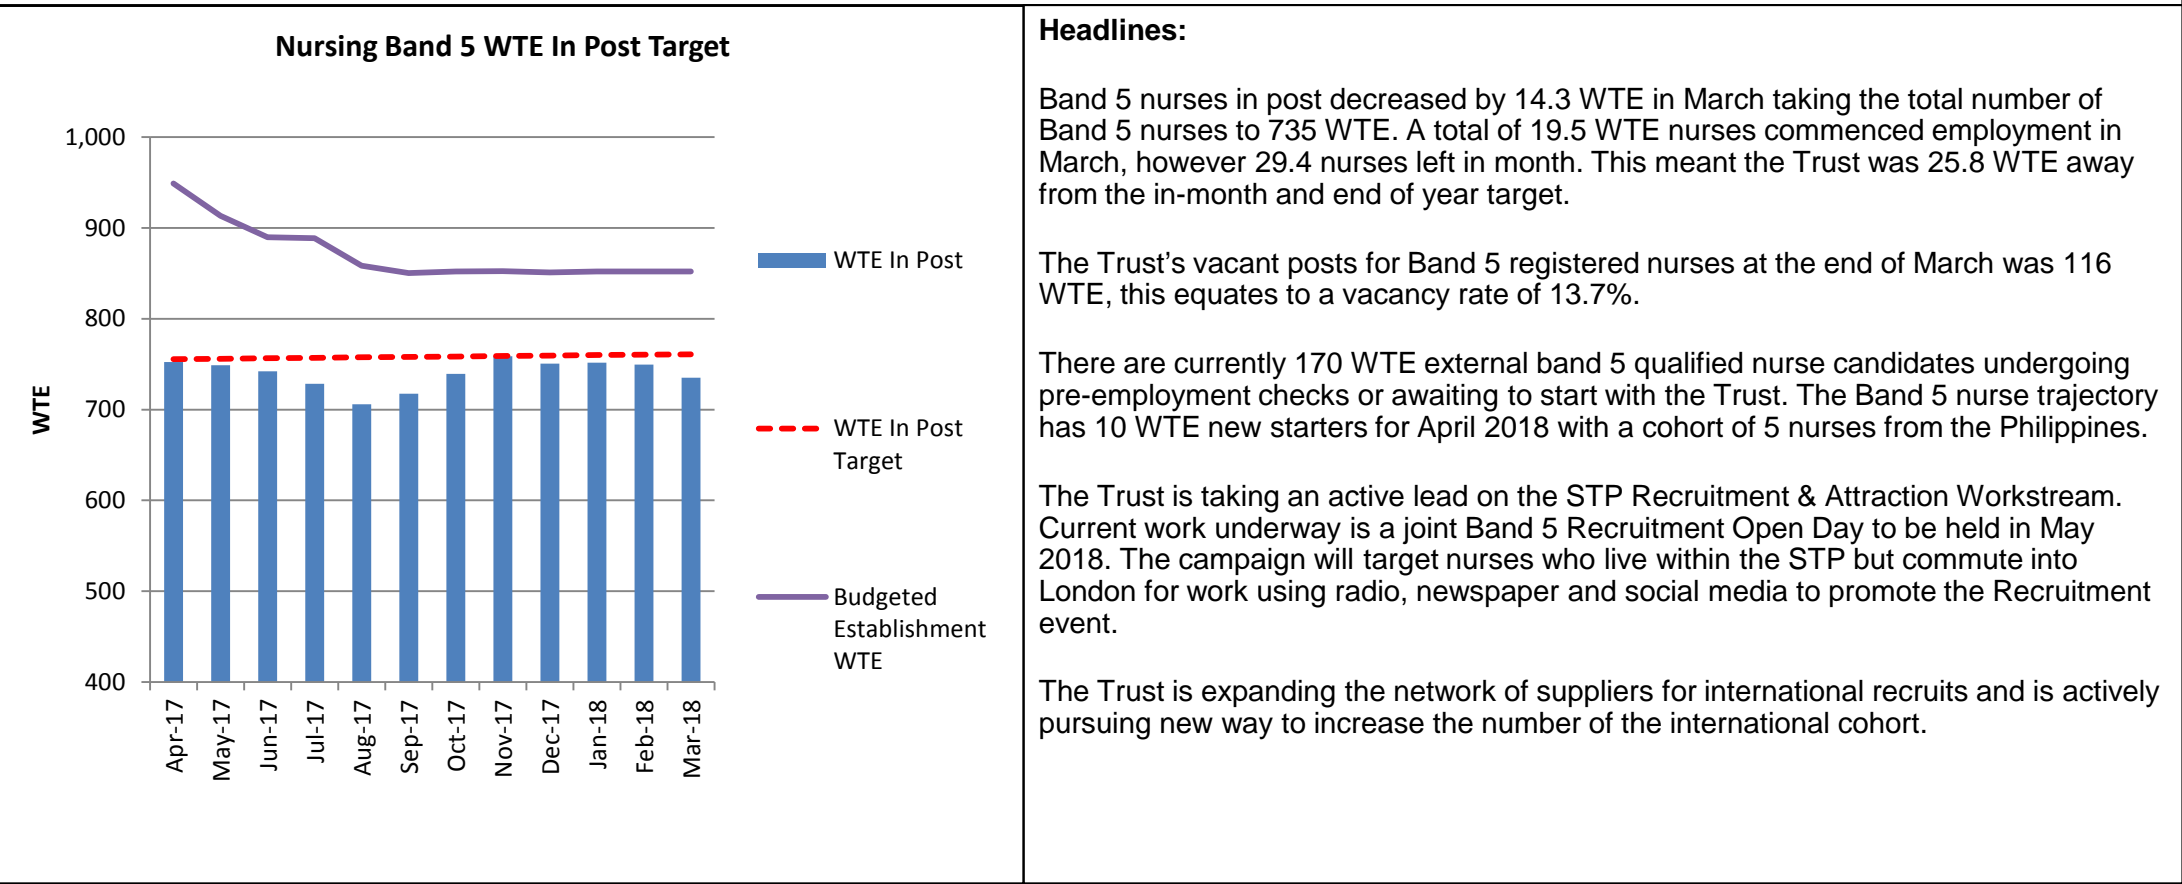 Nursing Band 5 WTE In Post Target
1,000
900
800
700
600
500
400
WTE
Apr-17
May-17
Jun-17
Jul-17
Aug-17
Sep-17
Oct-17
Nov-17
Dec-17
Jan-18
Feb-18
Mar-18
WTE In Post
WTE In Post
Target
Budgeted
Establishment
WTE
Headlines:
Band 5 nurses in post decreased by 14.3 WTE in March taking the total number of
Band 5 nurses to 735 WTE. A total of 19.5 WTE nurses commenced employment in
March, however 29.4 nurses left in month. This meant the Trust was 25.8 WTE away
from the in-month and end of year target.
The Trust’s vacant posts for Band 5 registered nurses at the end of March was 116
WTE, this equates to a vacancy rate of 13.7%.
There are currently 170 WTE external band 5 qualified nurse candidates undergoing
pre-employment checks or awaiting to start with the Trust. The Band 5 nurse trajectory
has 10 WTE new starters for April 2018 with a cohort of 5 nurses from the Philippines.
The Trust is taking an active lead on the STP Recruitment & Attraction Workstream.
Current work underway is a joint Band 5 Recruitment Open Day to be held in May
2018. The campaign will target nurses who live within the STP but commute into
London for work using radio, newspaper and social media to promote the Recruitment
event.
The Trust is expanding the network of suppliers for international recruits and is actively
pursuing new way to increase the number of the international cohort.